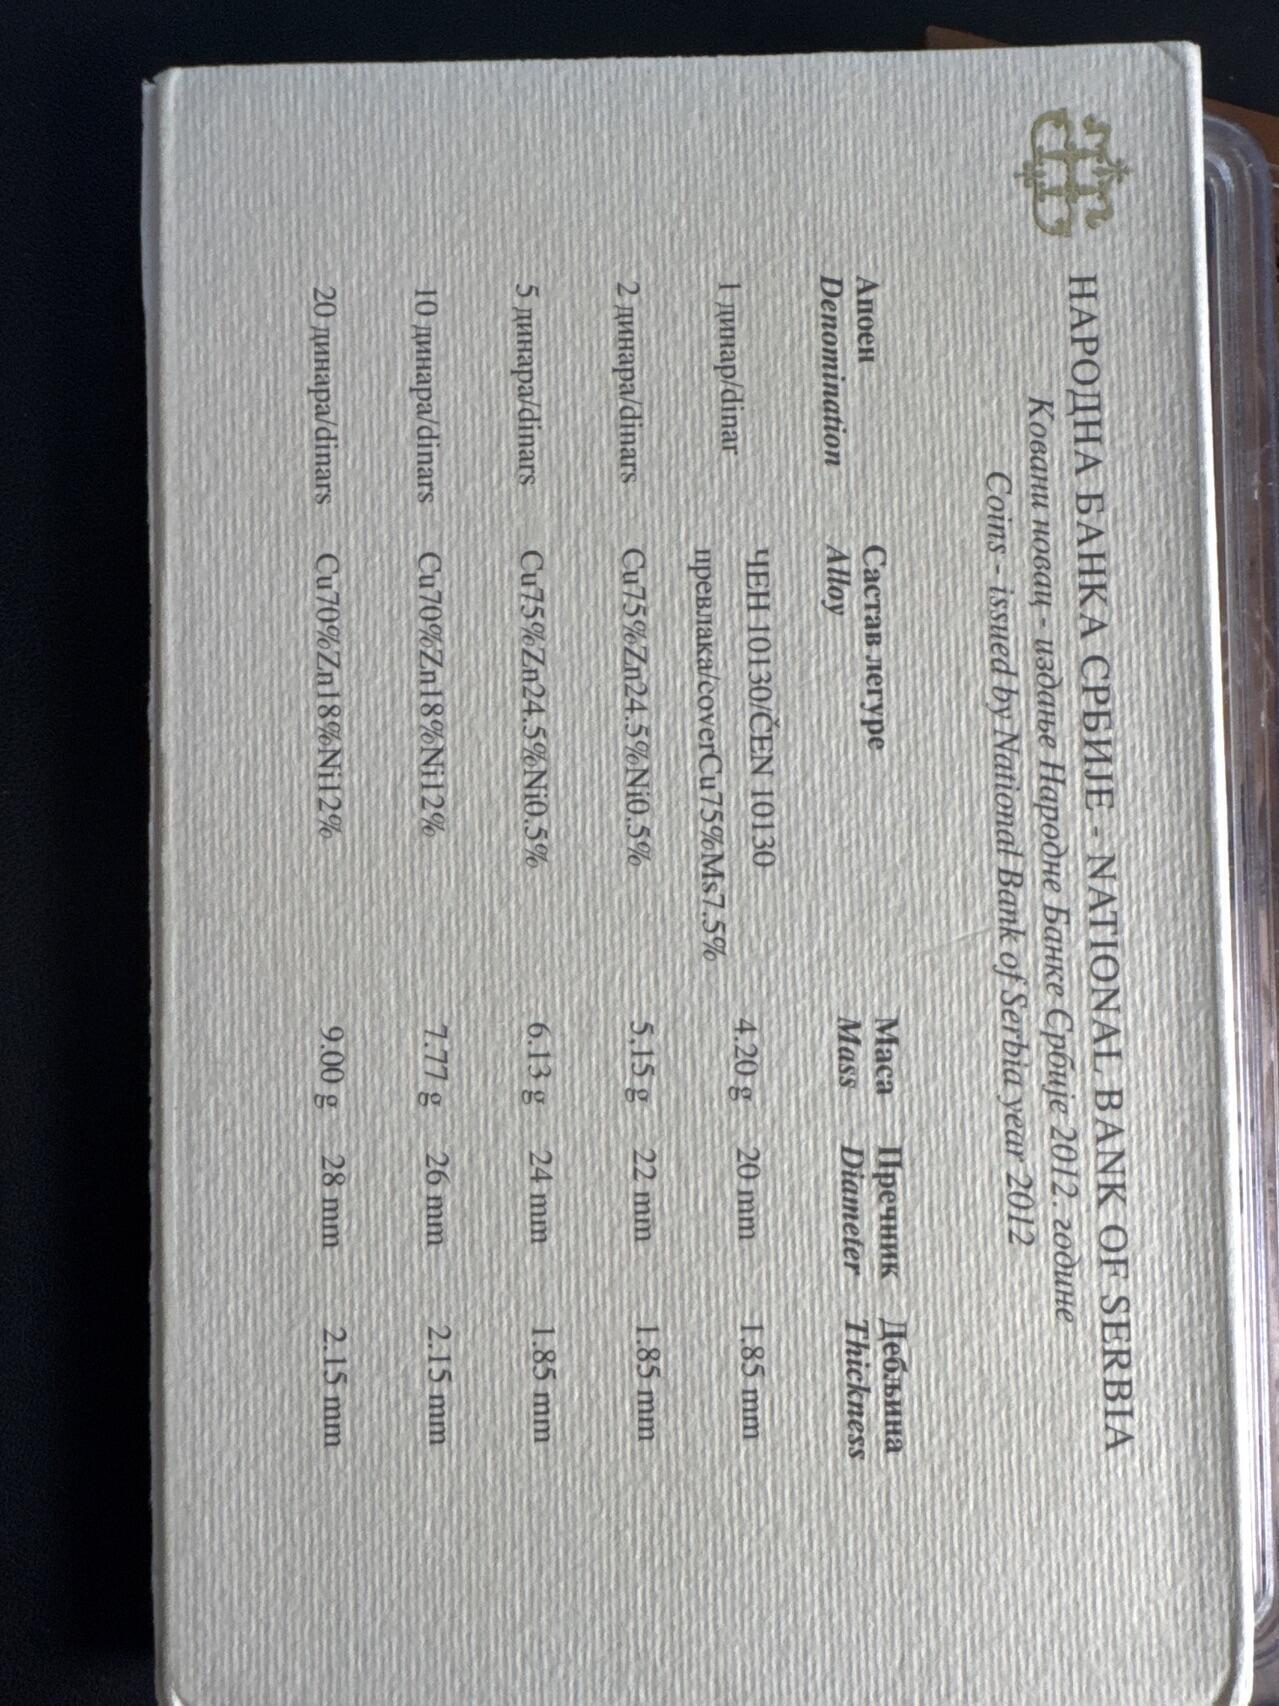 НАРОДНА БАНКА СРБИЈЕ - NATIONAL BANK OF SERBIA
Ковани новац - издање Народне Банке Србије 2012. године
Coins - issued by National Bank of Serbia year 2012
Апоен Састав легуре Маса Пречник Дебљина
Denomination Alloy Mass Diameter Thickness
1 динар/dinar ЧЕН 10130/ČEN 10130 4.20 g 20 mm 1.85 mm
превлака/coverCu75%Ms7.5%
2 динара/dinars Cu75%Zn24.5%Ni0.5% 5.15 g 22 mm 1.85 mm
5 динара/dinars Cu75%Zn24.5%Ni0.5% 6.13 g 24 mm 1.85 mm
10 динара/dinars Cu70%Zn18%Ni12% 7.77 g 26 mm 2.15 mm
20 динара/dinars Cu70%Zn18%Ni12% 9.00 g 28 mm 2.15 mm